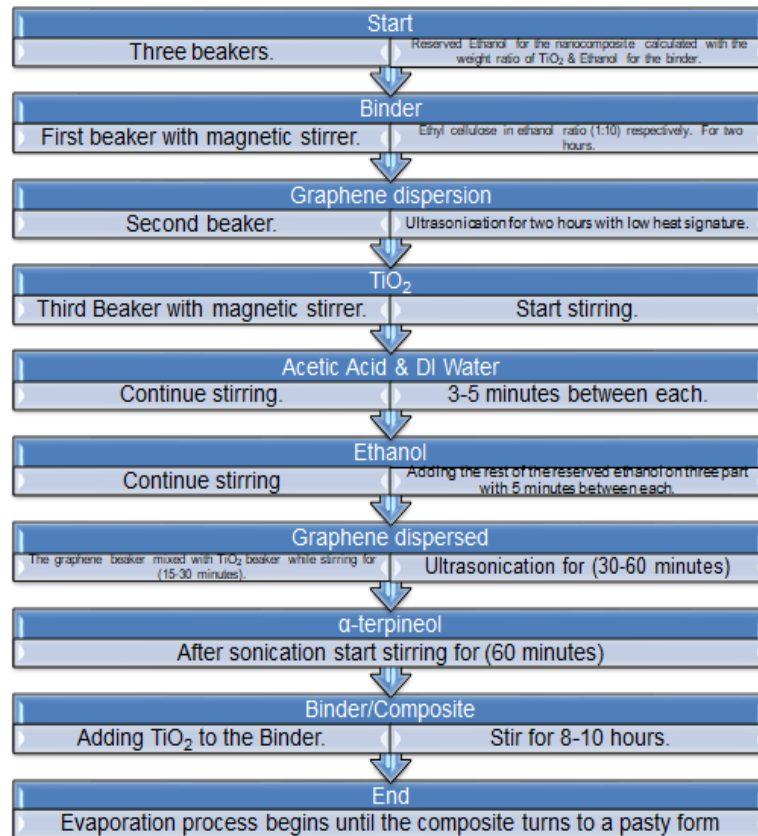 Start
Three beakers.
Reserved Ethanol for the nanocomposite calculated with the
weight ratio of TiO₂ & Ethanol for the binder.
Binder
First beaker with magnetic stirrer.
Ethyl cellulose in ethanol ratio (1:10) respectively. For two
hours.
Graphene dispersion
Second beaker.
Ultrasonication for two hours with low heat signature.
TiO₂
Third Beaker with magnetic stirrer.
Start stirring.
Acetic Acid & DI Water
Continue stirring.
3-5 minutes between each.
Ethanol
Continue stirring
Adding the rest of the reserved ethanol on three part
with 5 minutes between each.
Graphene dispersed
The graphene beaker mixed with TiO₂ beaker while stirring for
(15-30 minutes).
Ultrasonication for (30-60 minutes)
α-terpineol
After sonication start stirring for (60 minutes)
Binder/Composite
Adding TiO₂ to the Binder.
Stir for 8-10 hours.
End
Evaporation process begins until the composite turns to a pasty form